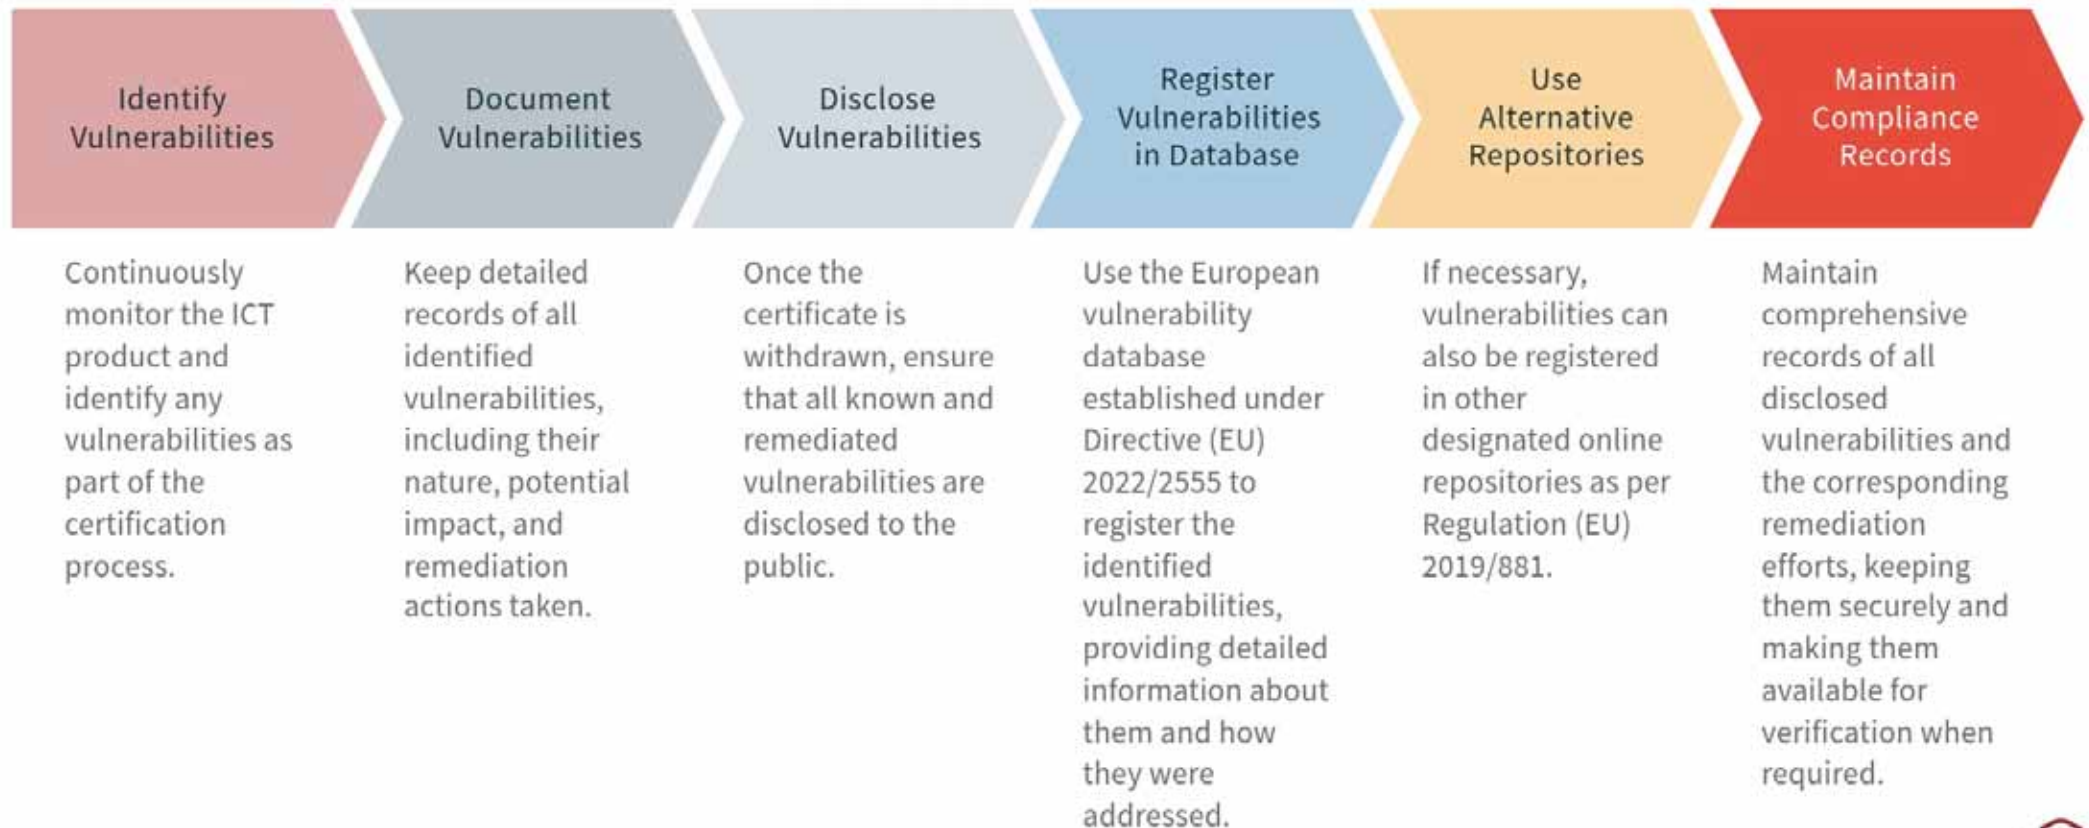 Identify
Vulnerabilities
Document
Vulnerabilities
Disclose
Vulnerabilities
Register
Vulnerabilities
in Database
Use
Alternative
Repositories
Maintain
Compliance
Records
Continuously
monitor the ICT
product and
identify any
vulnerabilities as
part of the
certification
process.
Keep detailed
records of all
identified
vulnerabilities,
including their
nature, potential
impact, and
remediation
actions taken.
Once the
certificate is
withdrawn, ensure
that all known and
remediated
vulnerabilities are
disclosed to the
public.
Use the European
vulnerability
database
established under
Directive (EU)
2022/2555 to
register the
identified
vulnerabilities,
providing detailed
information about
them and how
they were
addressed.
If necessary,
vulnerabilities can
also be registered
in other
designated online
repositories as per
Regulation (EU)
2019/881.
Maintain
comprehensive
records of all
disclosed
vulnerabilities and
the corresponding
remediation
efforts, keeping
them securely and
making them
available for
verification when
required.